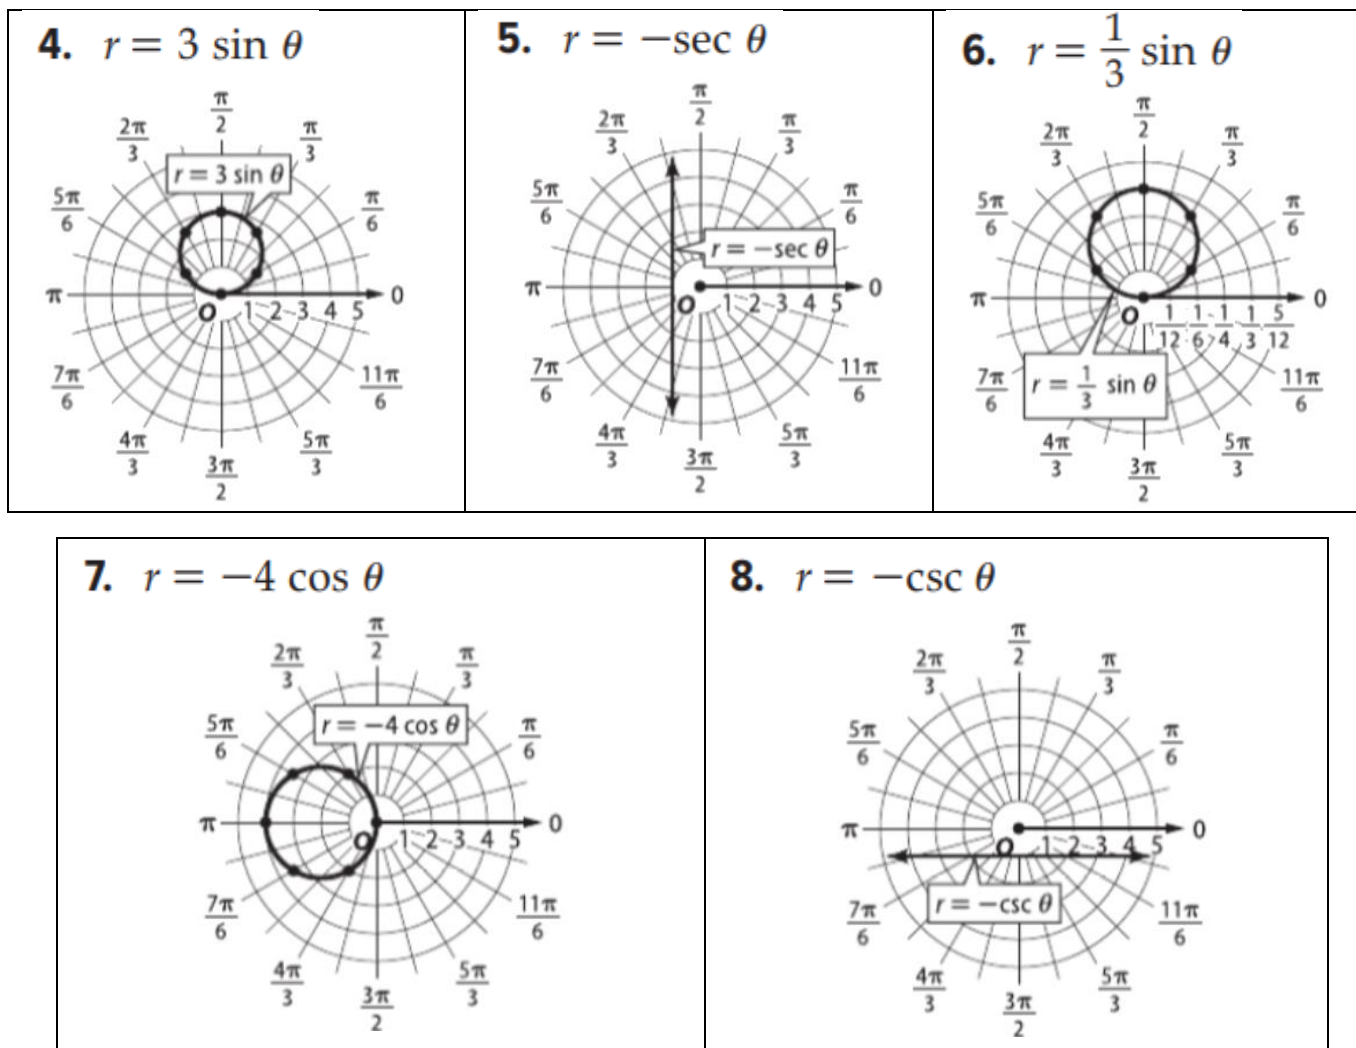 4. r = 3 sin θ
π/2
2π/3 π/3
r = 3 sin θ
5π/6 π/6
π 0
O 1 2 3 4 5
7π/6 11π/6
4π/3 5π/3
3π/2
5. r = −sec θ
π/2
2π/3 π/3
5π/6 π/6
r = −sec θ
π 0
O 1 2 3 4 5
7π/6 11π/6
4π/3 5π/3
3π/2
6. r = 1/3 sin θ
π/2
2π/3 π/3
5π/6 π/6
π 0
O 1/12 1/6 1/4 1/3 5/12
7π/6 r = 1/3 sin θ 11π/6
4π/3 5π/3
3π/2
7. r = −4 cos θ
π/2
2π/3 π/3
5π/6 r = −4 cos θ π/6
π 0
O 1 2 3 4 5
7π/6 11π/6
4π/3 5π/3
3π/2
8. r = −csc θ
π/2
2π/3 π/3
5π/6 π/6
π 0
O 1 2 3 4 5
7π/6 r = −csc θ 11π/6
4π/3 5π/3
3π/2